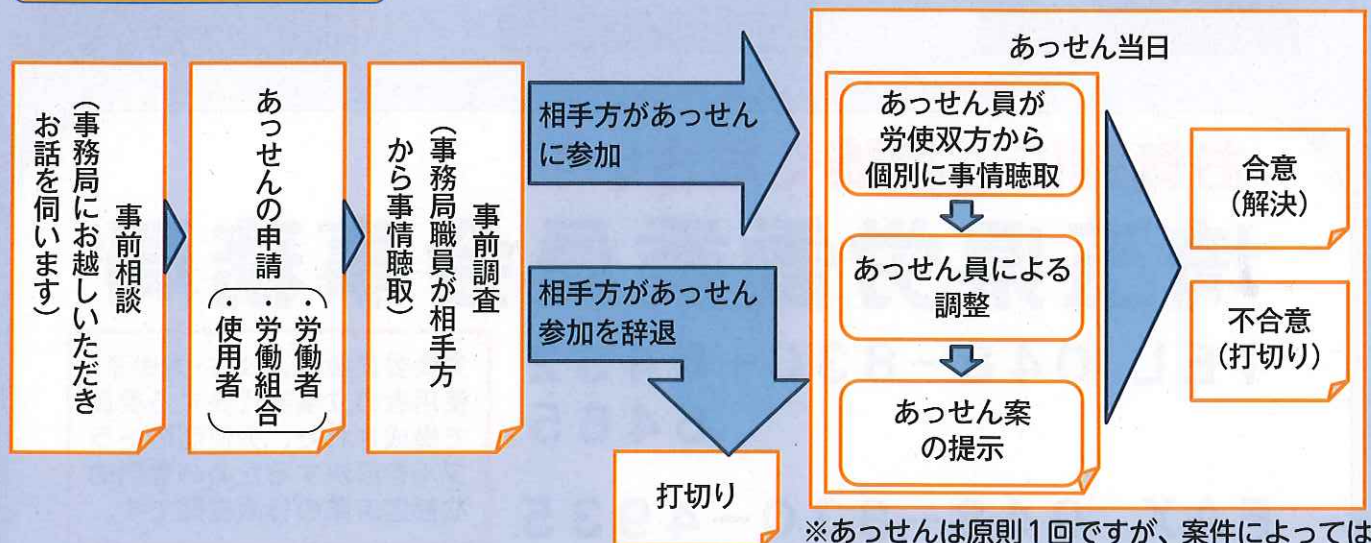 事前相談
（事務局にお越しいただき
お話を伺います）
あっせんの申請
・労働者
・労働組合
・使用者
事前調査
（事務局職員が相手方
から事情聴取）
相手方があっせん
に参加
相手方があっせん
参加を辞退
打切り
あっせん当日
あっせん員が
労使双方から
個別に事情聴取
あっせん員による
調整
あっせん案
の提示
合意
（解決）
不合意
（打切り）
※あっせんは原則1回ですが、案件によっては